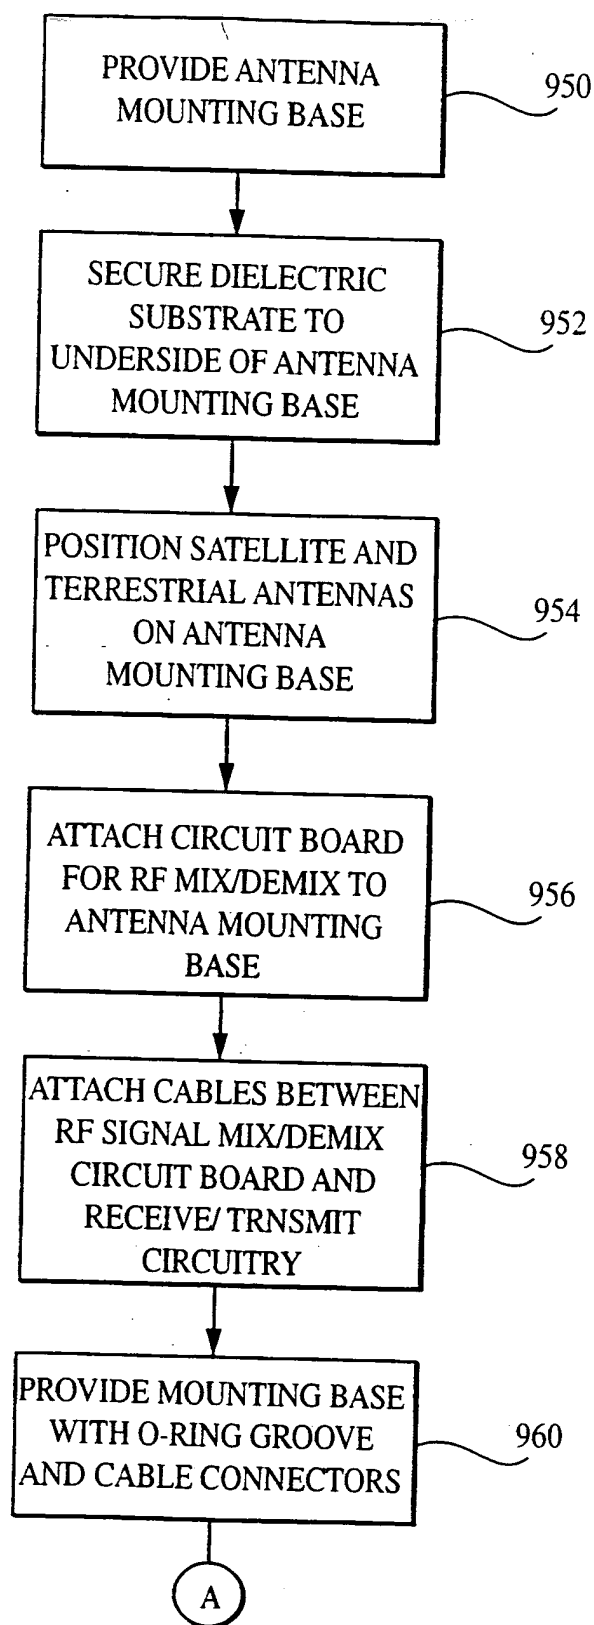 PROVIDE ANTENNA
MOUNTING BASE
950
SECURE DIELECTRIC
SUBSTRATE TO
UNDERSIDE OF ANTENNA
MOUNTING BASE
952
POSITION SATELLITE AND
TERRESTRIAL ANTENNAS
ON ANTENNA
MOUNTING BASE
954
ATTACH CIRCUIT BOARD
FOR RF MIX/DEMIX TO
ANTENNA MOUNTING
BASE
956
ATTACH CABLES BETWEEN
RF SIGNAL MIX/DEMIX
CIRCUIT BOARD AND
RECEIVE/ TRNSMIT
CIRCUITRY
958
PROVIDE MOUNTING BASE
WITH O-RING GROOVE
AND CABLE CONNECTORS
960
A